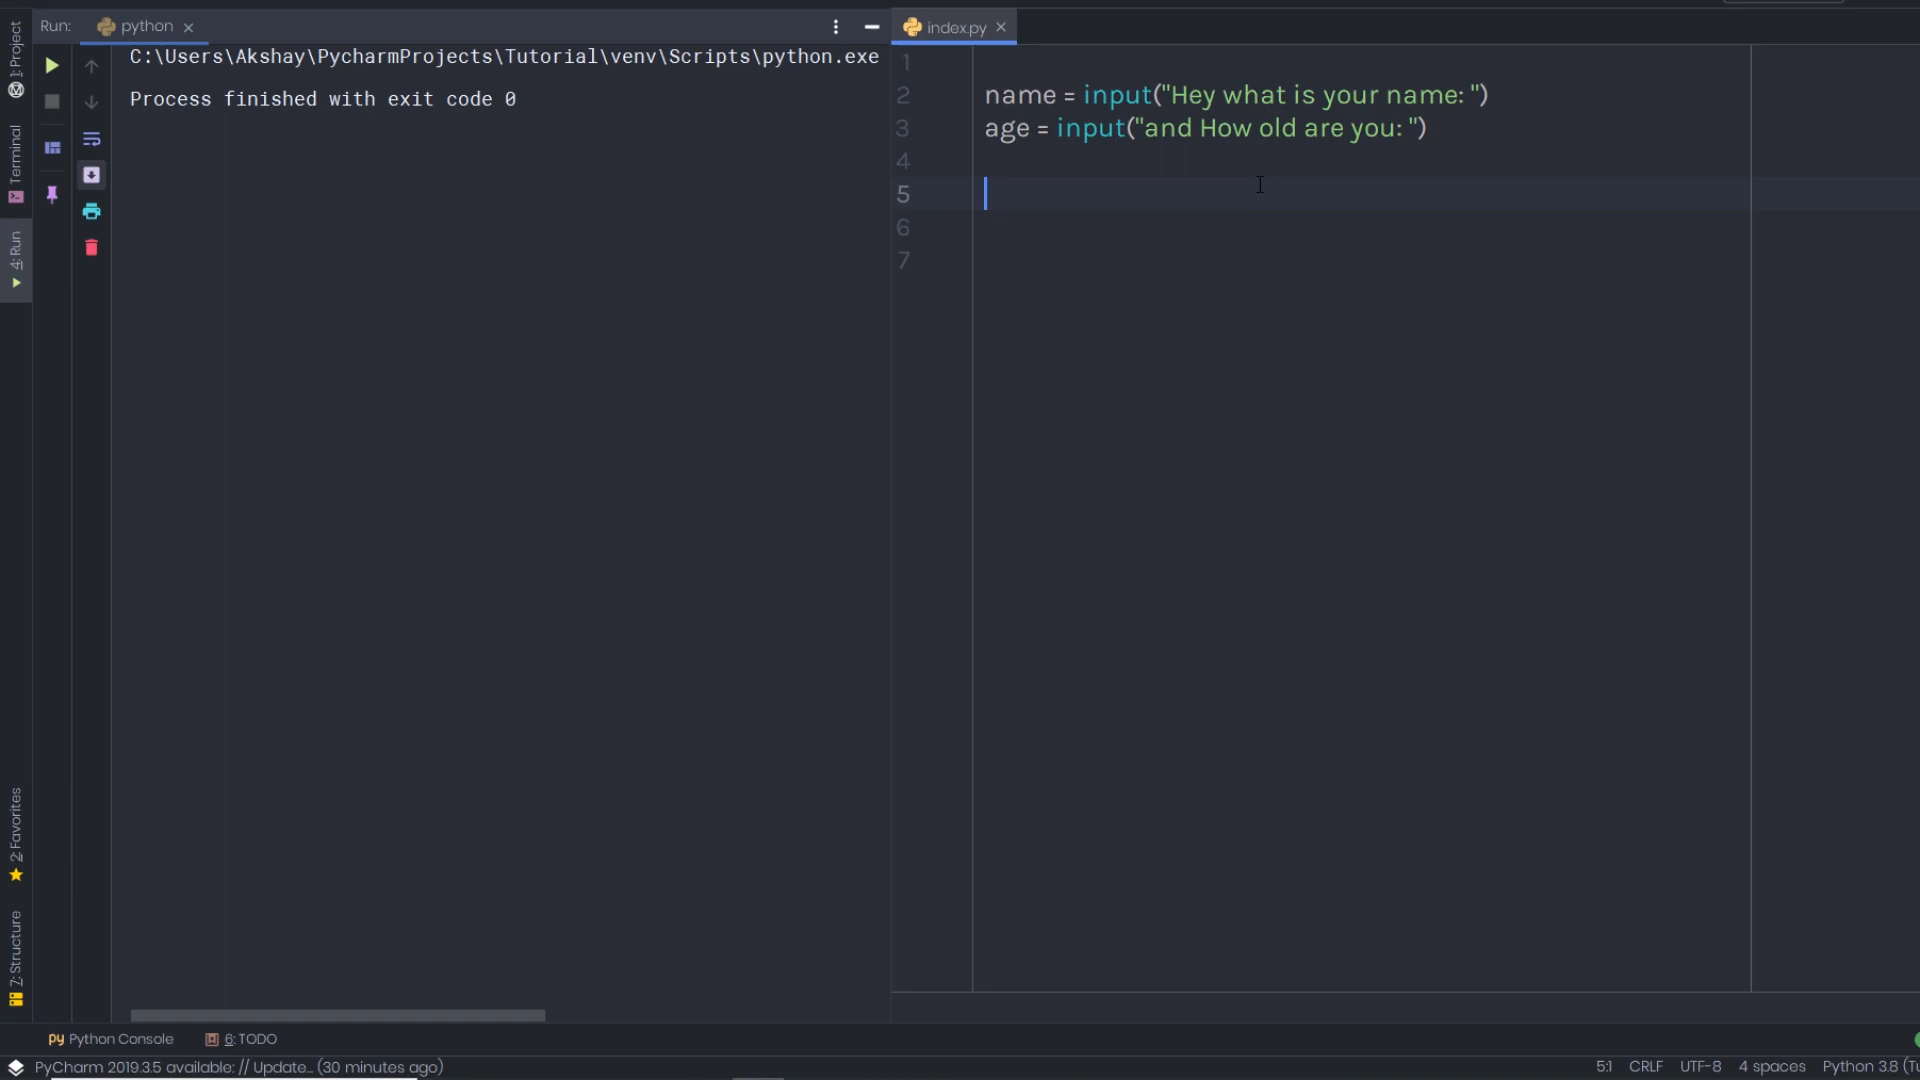 Run: python
C:\Users\Akshay\PycharmProjects\Tutorial\venv\Scripts\python.exe
Process finished with exit code 0
1: Project
Terminal
4: Run
2: Favorites
7: Structure
index.py
1
2 name = input("Hey what is your name: ")
3 age = input("and How old are you: ")
4
5
6
7
Python Console 6: TODO
PyCharm 2019.3.5 available: // Update... (30 minutes ago)
5:1 CRLF UTF-8 4 spaces Python 3.8 (Tu